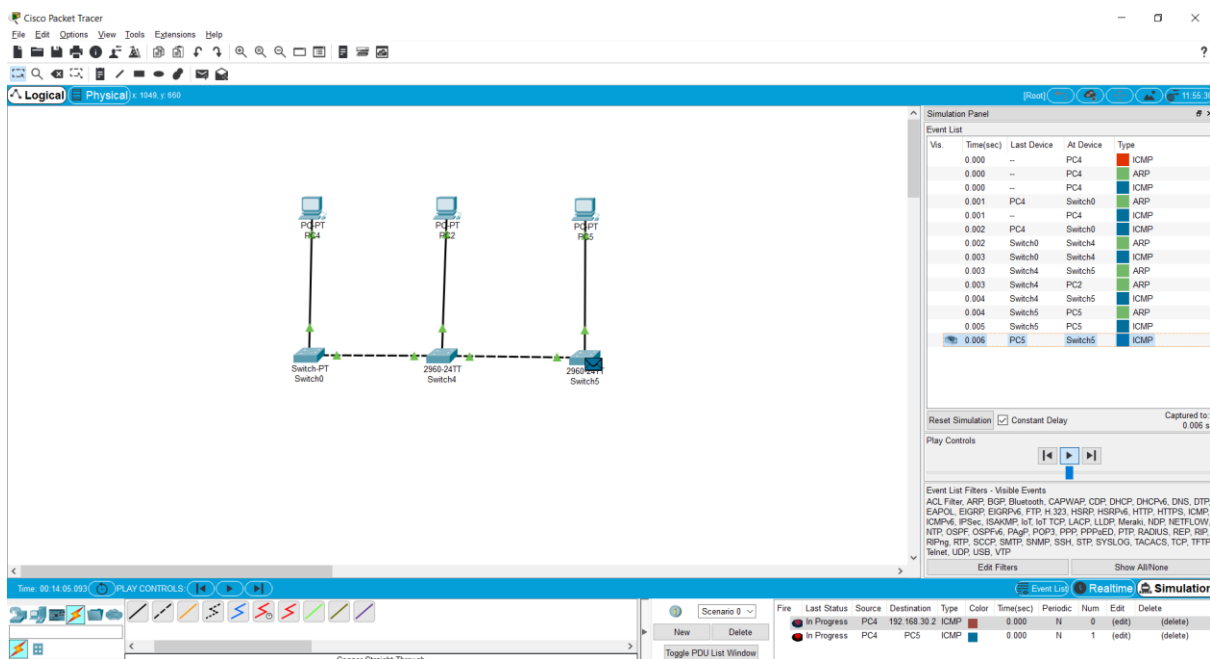 Cisco Packet Tracer
File Edit Options View Tools Extensions Help
?
Logical Physical x: 1049, y: 660 [Root] 11:55:30
Simulation Panel
Event List
Vis. Time(sec) Last Device At Device Type
0.000 -- PC4 ICMP
0.000 -- PC4 ARP
0.000 -- PC4 ICMP
0.001 PC4 Switch0 ARP
0.001 -- PC4 ICMP
0.002 PC4 Switch0 ICMP
0.002 Switch0 Switch4 ARP
0.003 Switch0 Switch4 ICMP
0.003 Switch4 Switch5 ARP
0.003 Switch4 PC2 ARP
0.004 Switch4 Switch5 ICMP
0.004 Switch5 PC5 ARP
0.005 Switch5 PC5 ICMP
0.006 PC5 Switch5 ICMP
PC-PT
PC4
PC-PT
PC2
PC-PT
PC5
Switch-PT
Switch0
2960-24TT
Switch4
2960-24TT
Switch5
Reset Simulation Constant Delay Captured to:
0.006 s
Play Controls
Event List Filters - Visible Events
ACL Filter, ARP, BGP, Bluetooth, CAPWAP, CDP, DHCP, DHCPv6, DNS, DTP,
EAPOL, EIGRP, EIGRPv6, FTP, H.323, HSRP, HSRPv6, HTTP, HTTPS, ICMP,
ICMPv6, IPSec, ISAKMP, IoT, IoT TCP, LACP, LLDP, Meraki, NDP, NETFLOW,
NTP, OSPF, OSPFv6, PAgP, POP3, PPP, PPPoED, PTP, RADIUS, REP, RIP,
RIPng, RTP, SCCP, SMTP, SNMP, SSH, STP, SYSLOG, TACACS, TCP, TFTP,
Telnet, UDP, USB, VTP
Edit Filters Show All/None
Time: 00:14:05.093 PLAY CONTROLS: Event List Realtime Simulation
Scenario 0
New Delete
Toggle PDU List Window
Fire Last Status Source Destination Type Color Time(sec) Periodic Num Edit Delete
In Progress PC4 192.168.30.2 ICMP 0.000 N 0 (edit) (delete)
In Progress PC4 PC5 ICMP 0.000 N 1 (edit) (delete)
Copper Straight-Through